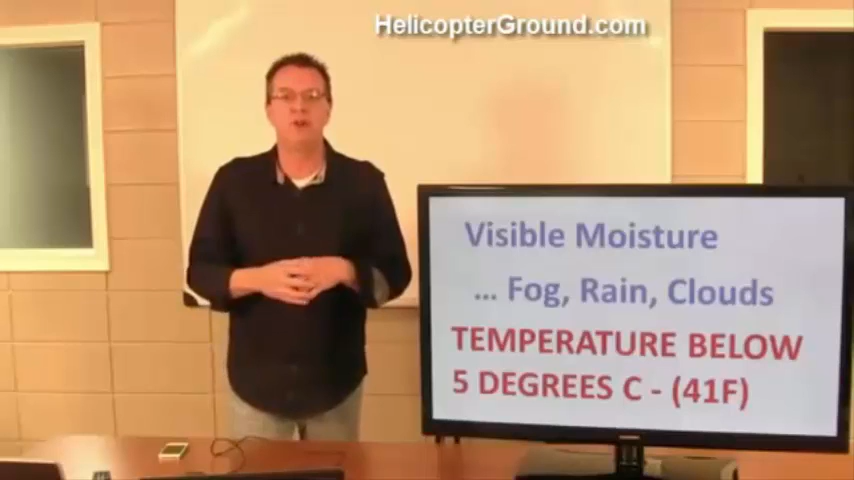 HelicopterGround.com
Visible Moisture
... Fog, Rain, Clouds
TEMPERATURE BELOW
5 DEGREES C - (41F)